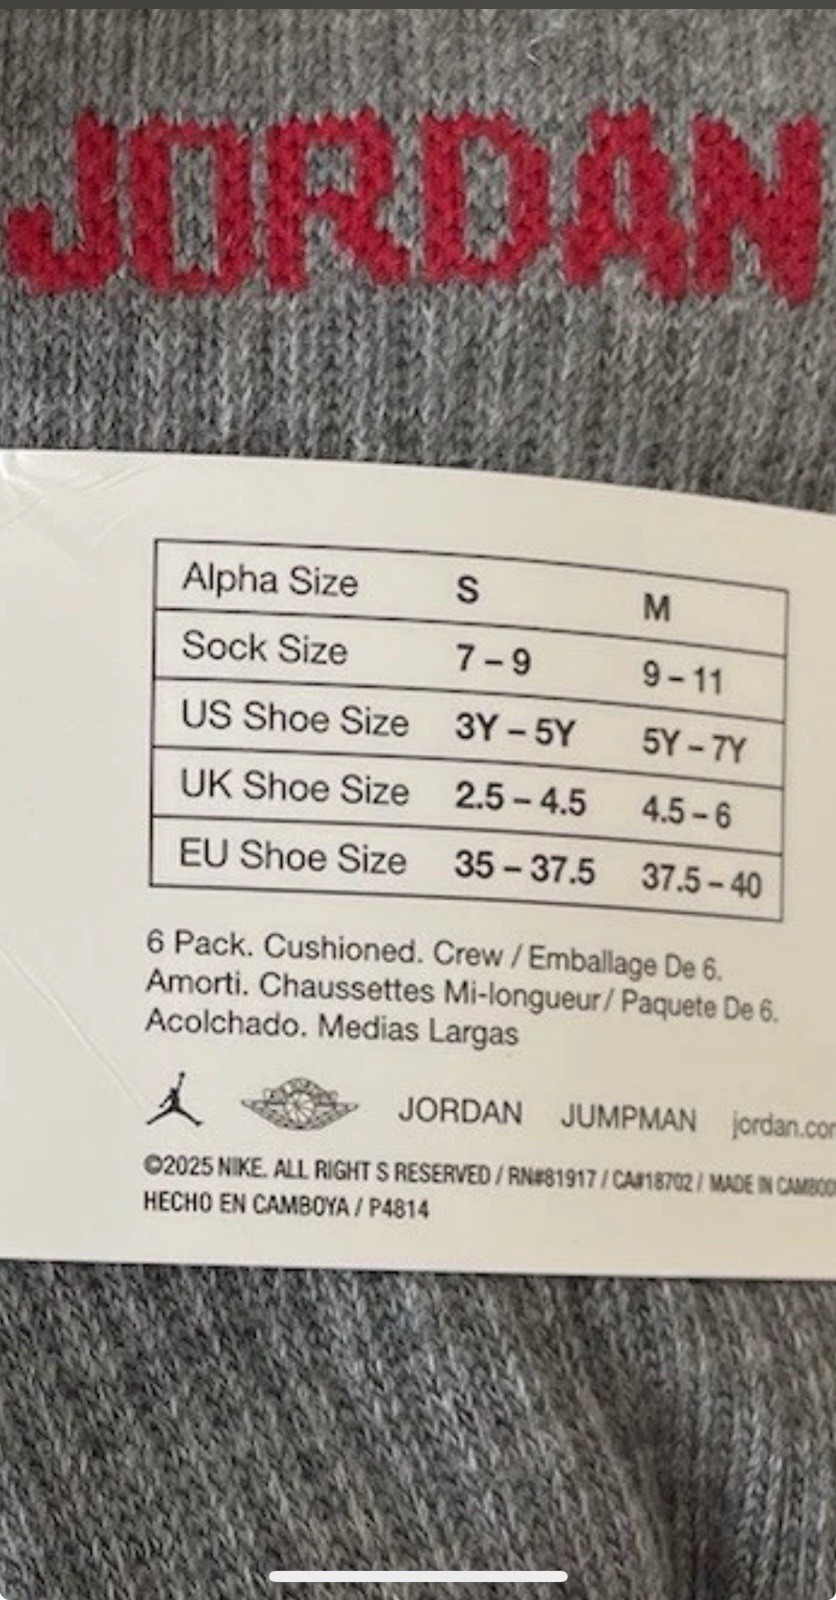 JORDAN
Alpha Size S M
Sock Size 7 – 9 9 – 11
US Shoe Size 3Y – 5Y 5Y – 7Y
UK Shoe Size 2.5 – 4.5 4.5 – 6
EU Shoe Size 35 – 37.5 37.5 – 40
6 Pack. Cushioned. Crew / Emballage De 6.
Amorti. Chaussettes Mi-longueur / Paquete De 6.
Acolchado. Medias Largas
JORDAN JUMPMAN
©2025 NIKE. ALL RIGHT S RESERVED / RN#81917 / CA#18702 / MADE IN
HECHO EN CAMBOYA / P4814